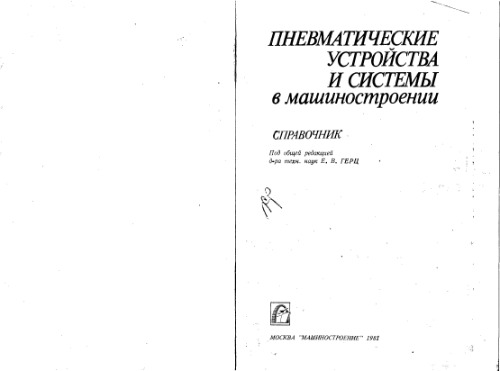 ПНЕВМАТИЧЕСКИЕ
УСТРОЙСТВА
И СИСТЕМЫ
в машиностроении
СПРАВОЧНИК
Под общей редакцией
д-ра техн. наук Е. В. ГЕРЦ
МОСКВА "МАШИНОСТРОЕНИЕ" 1981